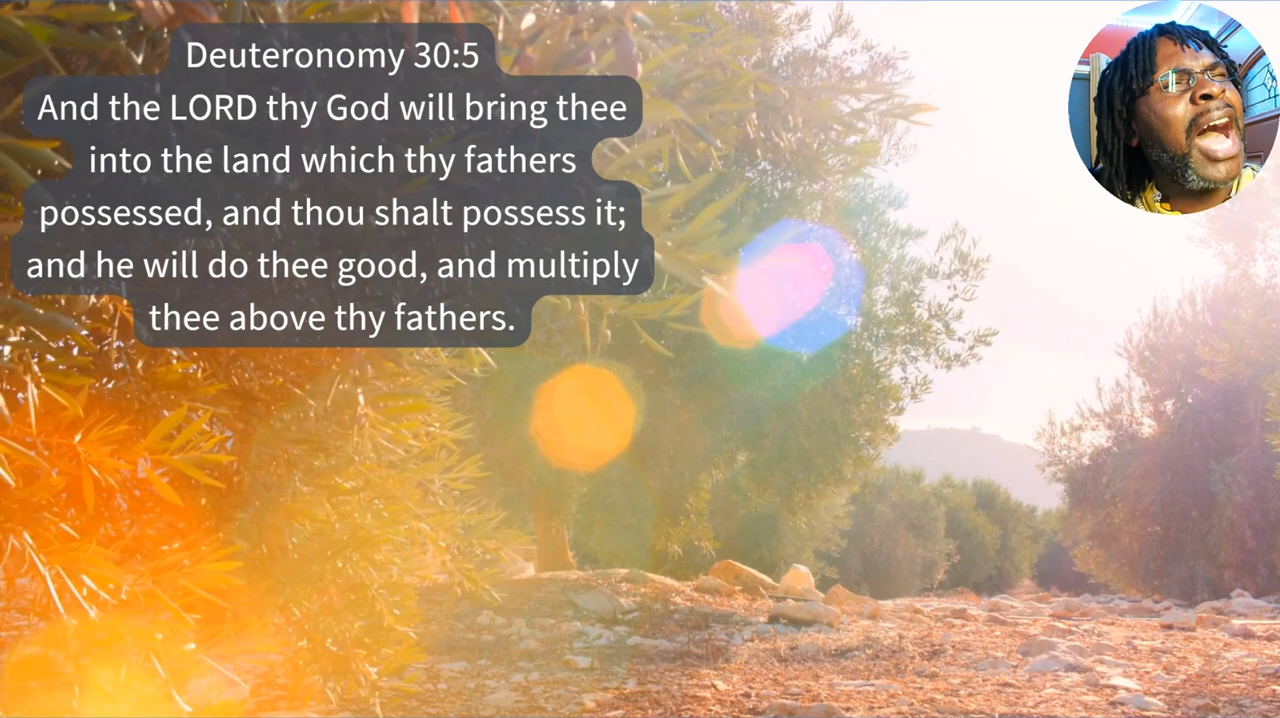 Deuteronomy 30:5
And the LORD thy God will bring thee
into the land which thy fathers
possessed, and thou shalt possess it;
and he will do thee good, and multiply
thee above thy fathers.